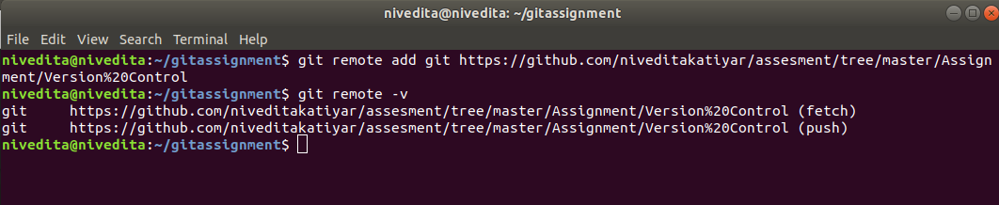 nivedita@nivedita: ~/gitassignment
File Edit View Search Terminal Help
nivedita@nivedita:~/gitassignment$ git remote add git https://github.com/niveditakatiyar/assesment/tree/master/Assign
ment/Version%20Control
nivedita@nivedita:~/gitassignment$ git remote -v
git https://github.com/niveditakatiyar/assesment/tree/master/Assignment/Version%20Control (fetch)
git https://github.com/niveditakatiyar/assesment/tree/master/Assignment/Version%20Control (push)
nivedita@nivedita:~/gitassignment$